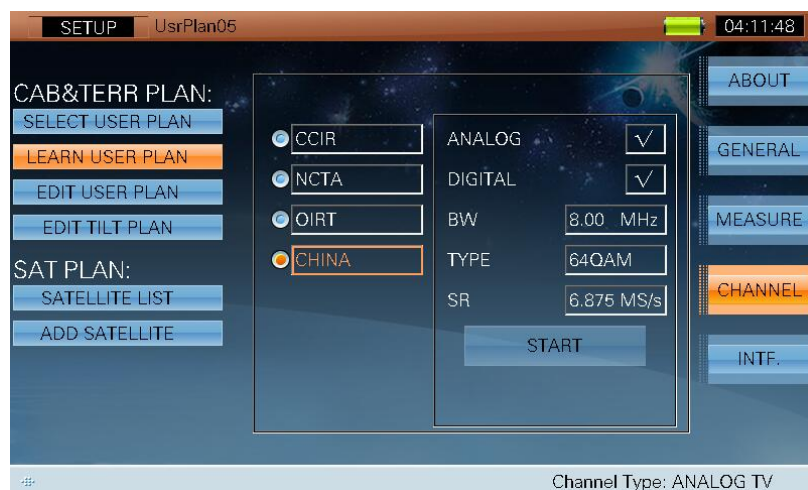 SETUP UsrPlan05 04:11:48
CAB&TERR PLAN:
SELECT USER PLAN
LEARN USER PLAN
EDIT USER PLAN
EDIT TILT PLAN
SAT PLAN:
SATELLITE LIST
ADD SATELLITE
CCIR
NCTA
OIRT
CHINA
ANALOG √
DIGITAL √
BW 8.00 MHz
TYPE 64QAM
SR 6.875 MS/s
START
ABOUT
GENERAL
MEASURE
CHANNEL
INTF.
Channel Type: ANALOG TV